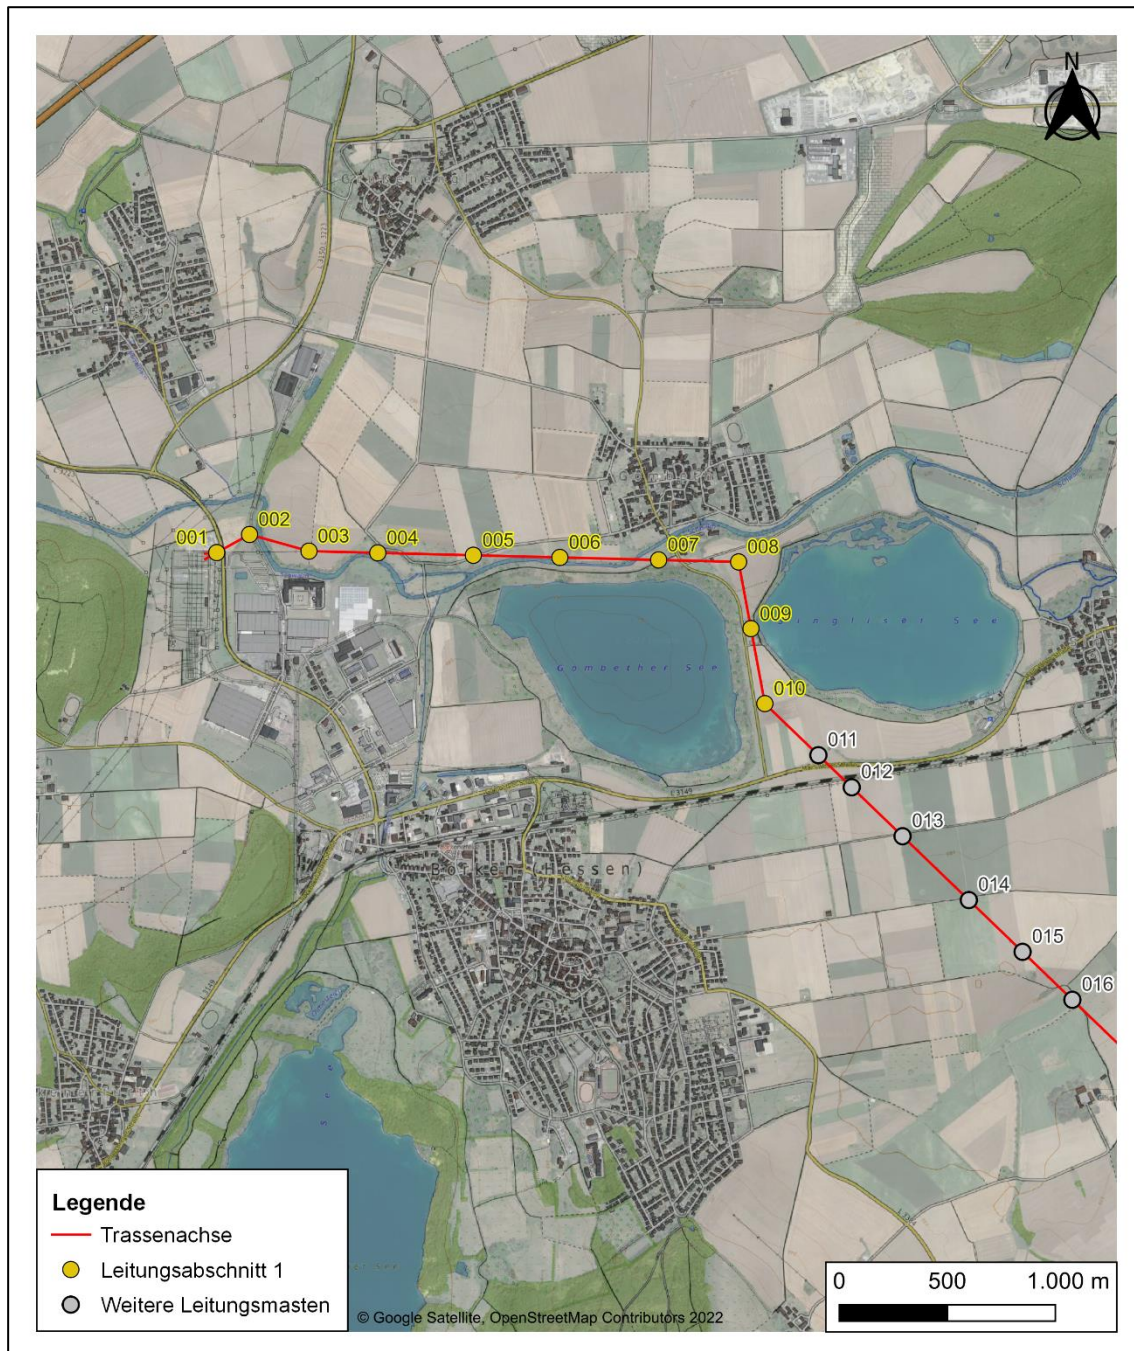 N
001
002
003
004
005
006
007
008
009
Singliser See
Gombether See
010
011
012
L 3149
013
Borken (Hessen)
014
015
016
Legende
Trassenachse
Leitungsabschnitt 1
Weitere Leitungsmasten
0 500 1.000 m
© Google Satellite, OpenStreetMap Contributors 2022